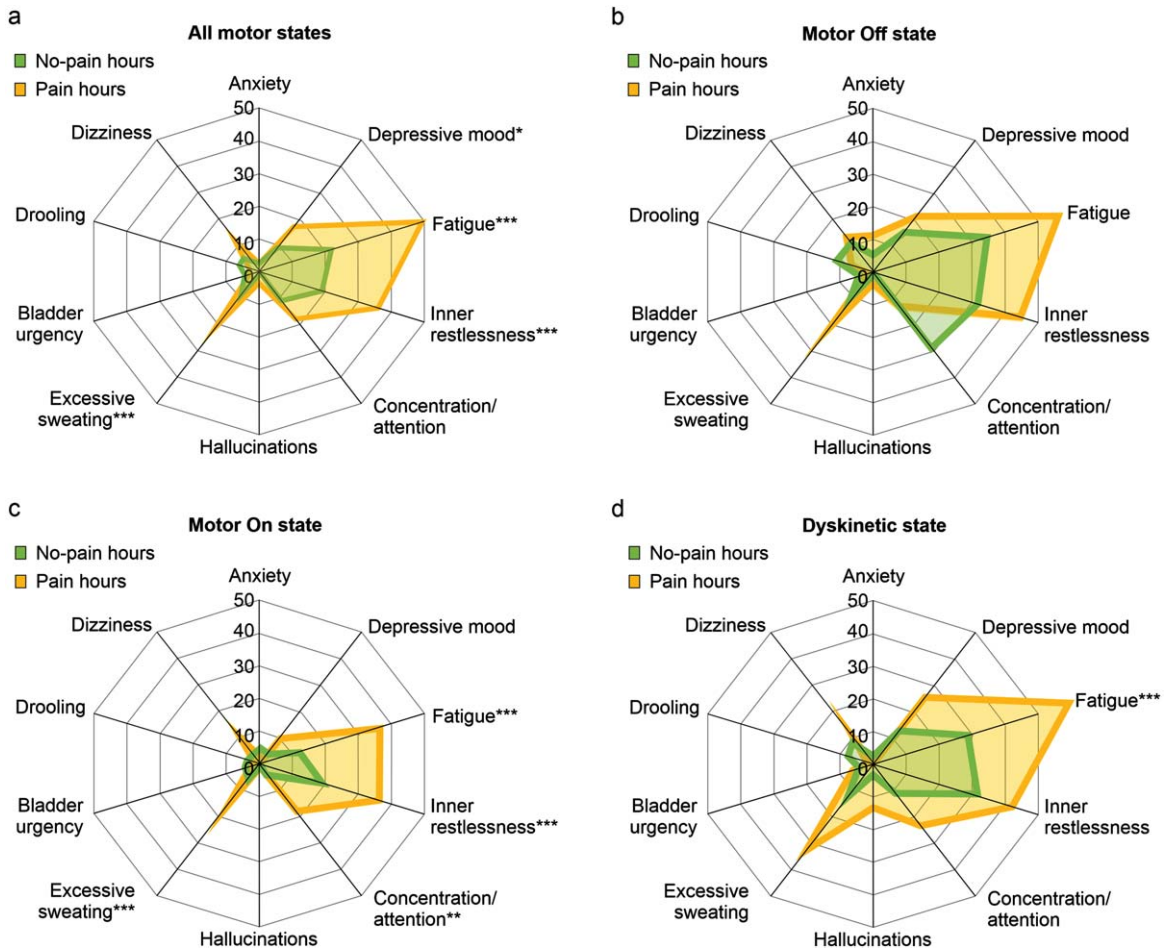 a
All motor states
No-pain hours
Pain hours
Anxiety
Depressive mood*
Fatigue***
Inner
restlessness***
Concentration/
attention
Hallucinations
Excessive
sweating***
Bladder
urgency
Drooling
Dizziness
50
40
30
20
10
0
b
Motor Off state
No-pain hours
Pain hours
Anxiety
Depressive mood
Fatigue
Inner
restlessness
Concentration/
attention
Hallucinations
Excessive
sweating
Bladder
urgency
Drooling
Dizziness
50
40
30
20
10
0
c
Motor On state
No-pain hours
Pain hours
Anxiety
Depressive mood
Fatigue***
Inner
restlessness***
Concentration/
attention**
Hallucinations
Excessive
sweating***
Bladder
urgency
Drooling
Dizziness
50
40
30
20
10
0
d
Dyskinetic state
No-pain hours
Pain hours
Anxiety
Depressive mood
Fatigue***
Inner
restlessness
Concentration/
attention
Hallucinations
Excessive
sweating
Bladder
urgency
Drooling
Dizziness
50
40
30
20
10
0